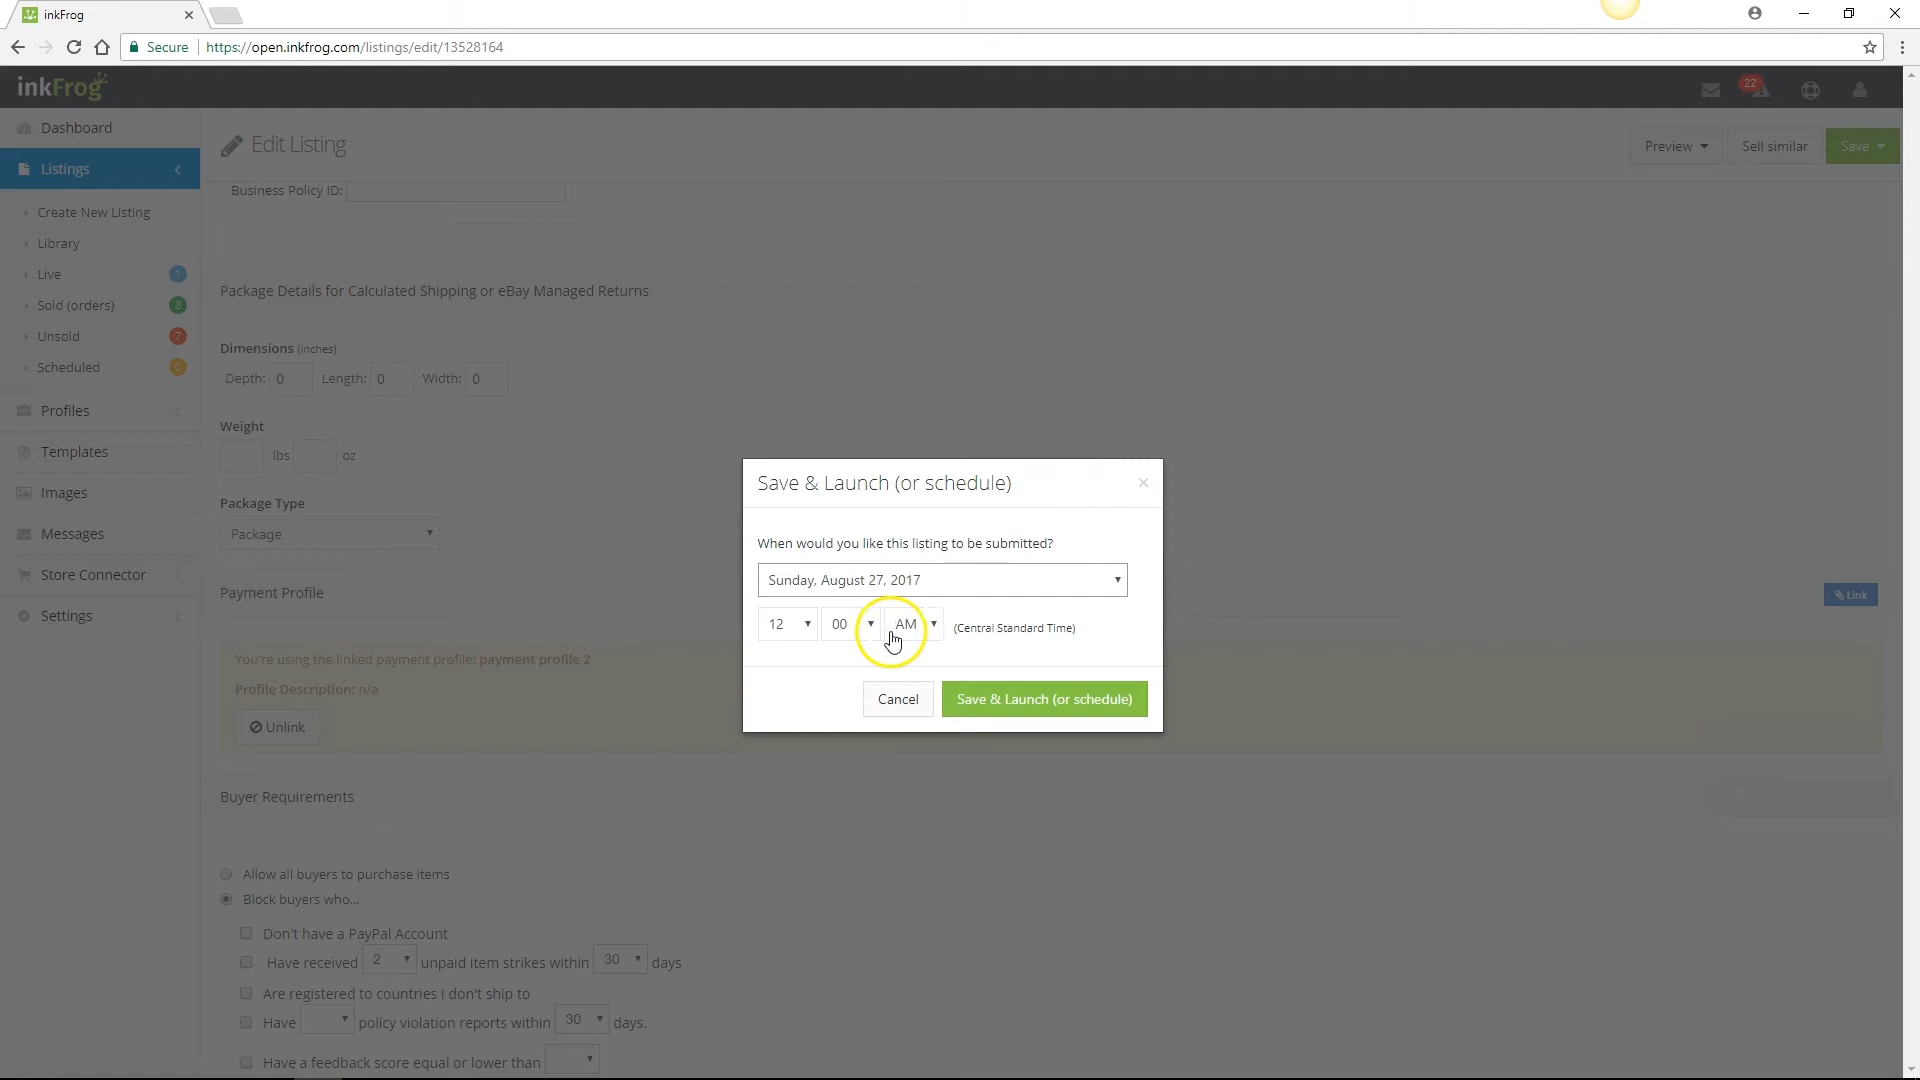 inkFrog
Secure https://open.inkfrog.com/listings/edit/13528164
inkFrog
22
Dashboard
Listings
Create New Listing
Library
Live 1
Sold (orders) 8
Unsold 7
Scheduled 0
Profiles
Templates
Images
Messages
Store Connector
Settings
Edit Listing
Preview Sell similar Save
Business Policy ID:
Package Details for Calculated Shipping or eBay Managed Returns
Dimensions (inches)
Depth: 0 Length: 0 Width: 0
Weight
lbs oz
Package Type
Package
Payment Profile
Link
You're using the linked payment profile: payment profile 2
Profile Description: n/a
Unlink
Buyer Requirements
Allow all buyers to purchase items
Block buyers who...
Don't have a PayPal Account
Have received 2 unpaid item strikes within 30 days
Are registered to countries I don't ship to
Have policy violation reports within 30 days.
Have a feedback score equal or lower than
Save & Launch (or schedule)
When would you like this listing to be submitted?
Sunday, August 27, 2017
12 00 AM (Central Standard Time)
Cancel Save & Launch (or schedule)